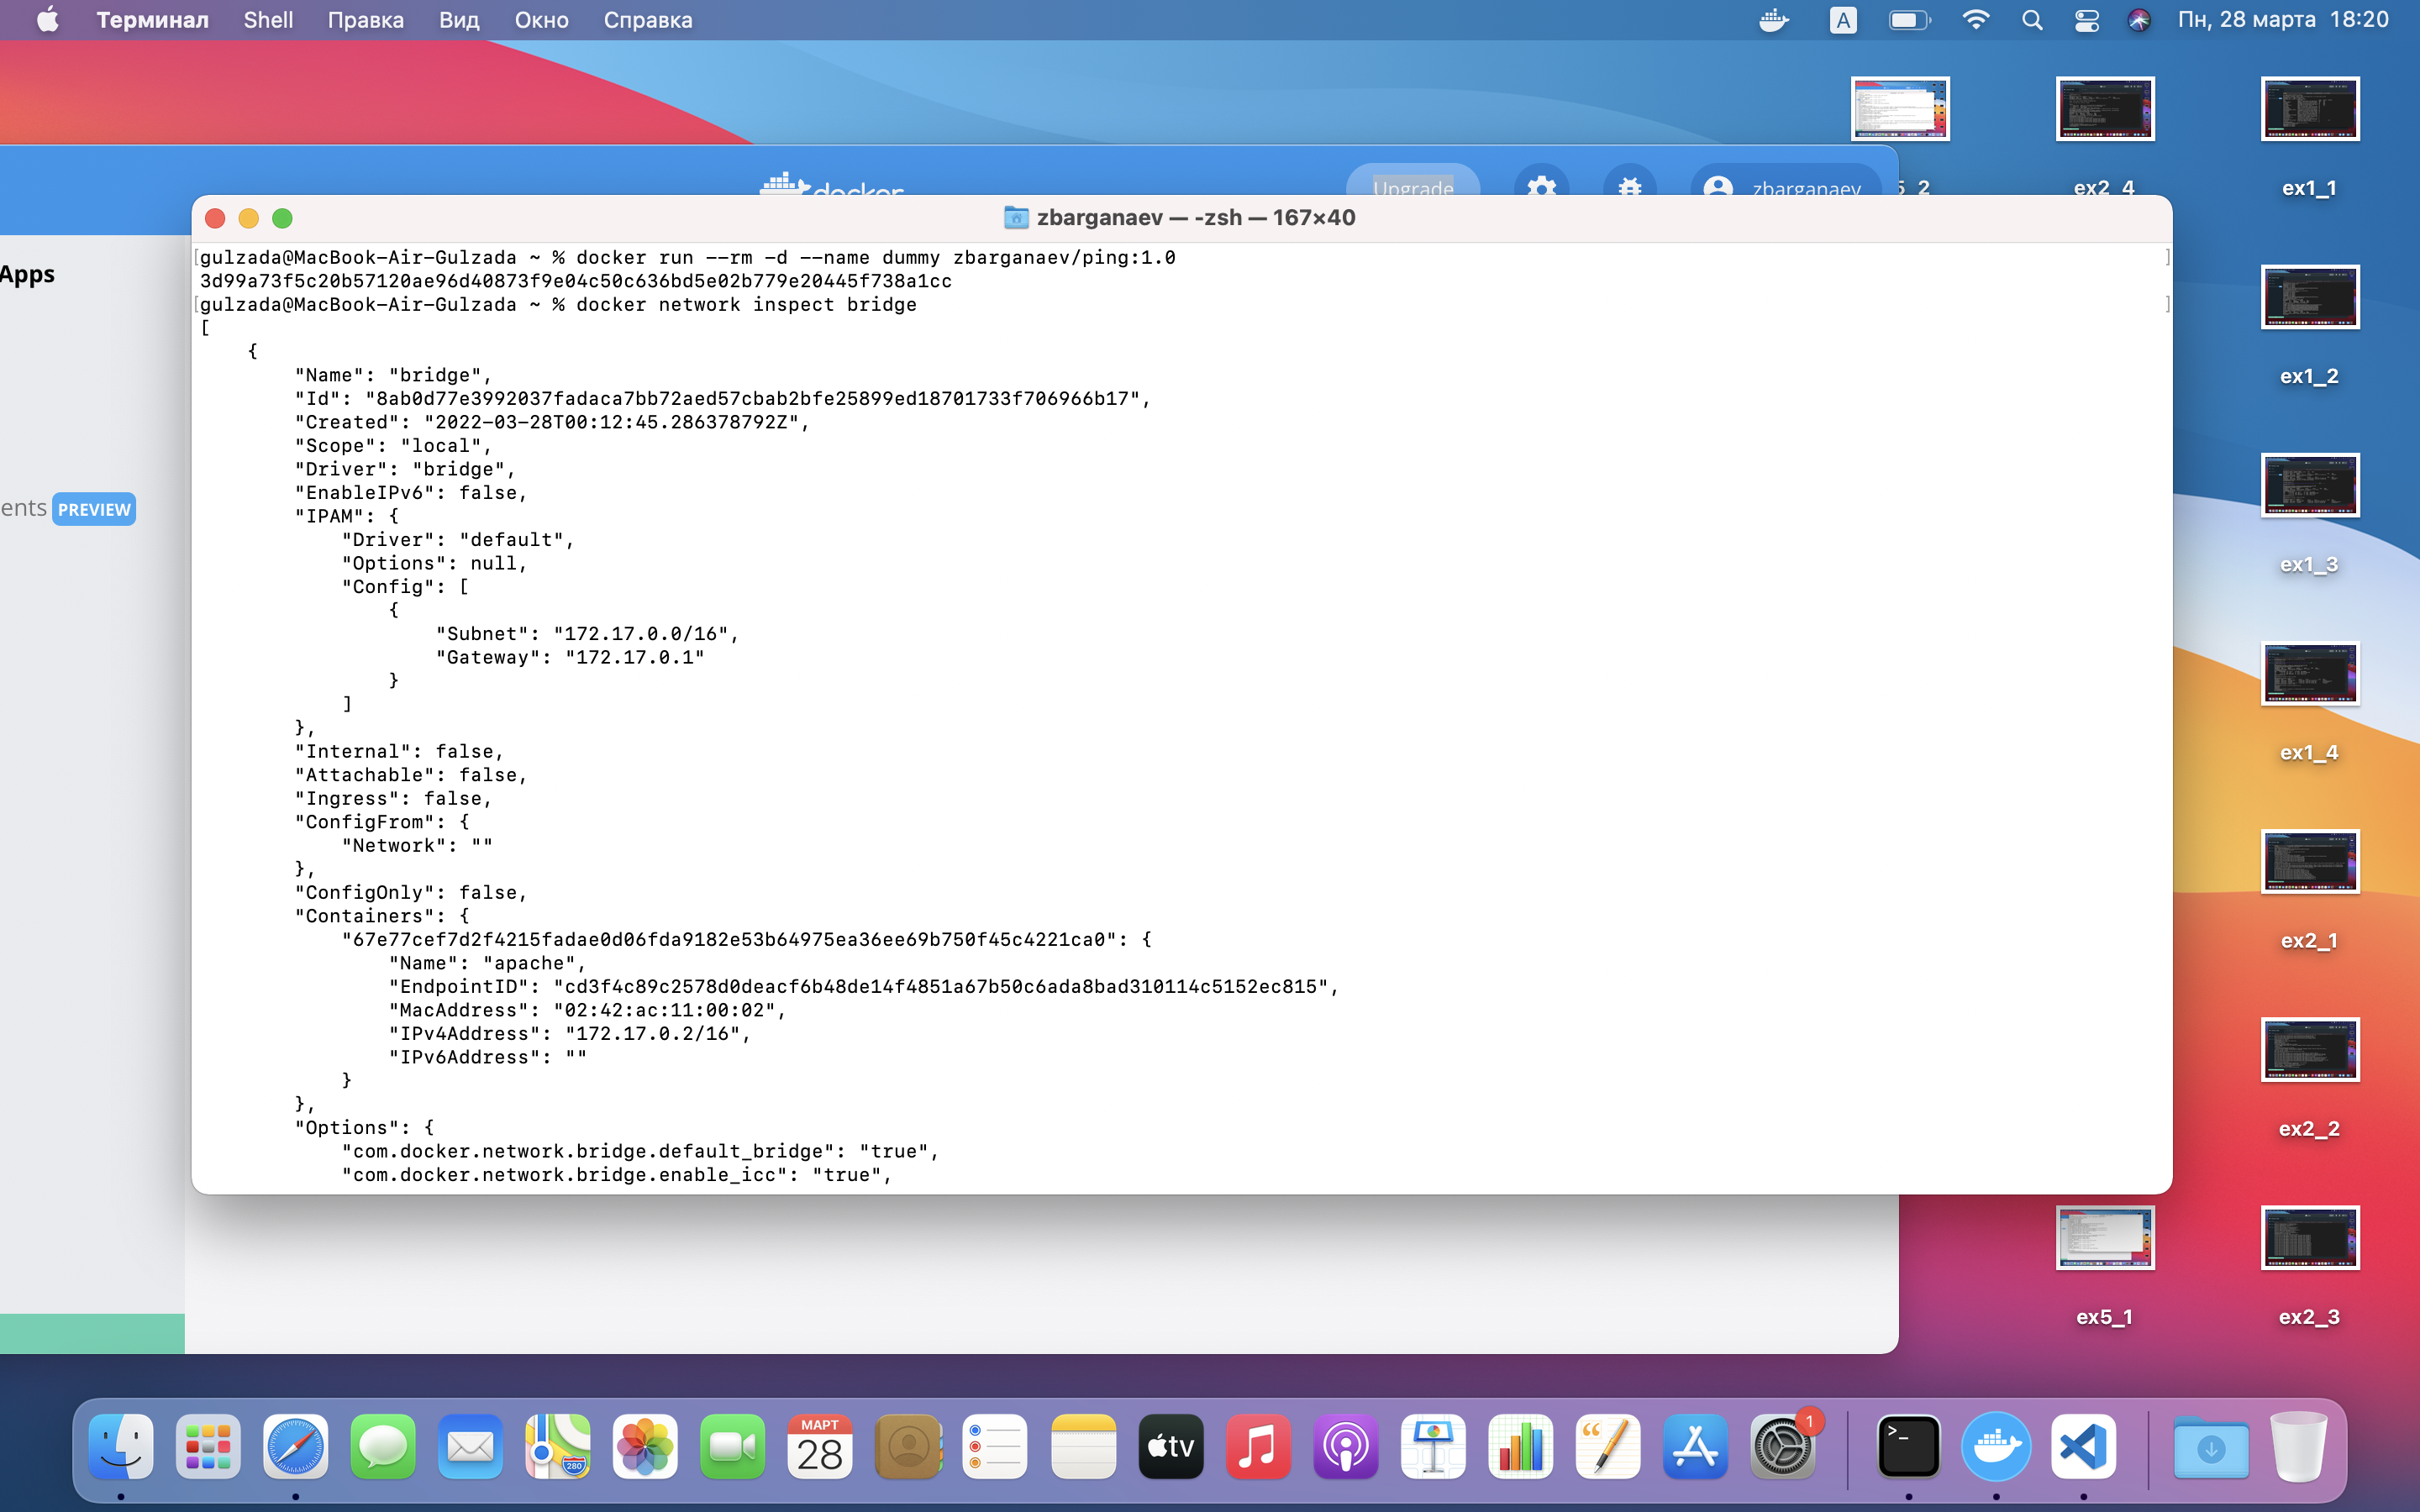 Терминал Shell Правка Вид Окно Справка A Пн, 28 марта 18:20
docker Upgrade zbarganaev
5_2 ex2_4 ex1_1
Apps
ents PREVIEW
zbarganaev — -zsh — 167×40
[gulzada@MacBook-Air-Gulzada ~ % docker run --rm -d --name dummy zbarganaev/ping:1.0 ]
3d99a73f5c20b57120ae96d40873f9e04c50c636bd5e02b779e20445f738a1cc
[gulzada@MacBook-Air-Gulzada ~ % docker network inspect bridge ]
[
    {
        "Name": "bridge",
        "Id": "8ab0d77e3992037fadaca7bb72aed57cbab2bfe25899ed18701733f706966b17",
        "Created": "2022-03-28T00:12:45.286378792Z",
        "Scope": "local",
        "Driver": "bridge",
        "EnableIPv6": false,
        "IPAM": {
            "Driver": "default",
            "Options": null,
            "Config": [
                {
                    "Subnet": "172.17.0.0/16",
                    "Gateway": "172.17.0.1"
                }
            ]
        },
        "Internal": false,
        "Attachable": false,
        "Ingress": false,
        "ConfigFrom": {
            "Network": ""
        },
        "ConfigOnly": false,
        "Containers": {
            "67e77cef7d2f4215fadae0d06fda9182e53b64975ea36ee69b750f45c4221ca0": {
                "Name": "apache",
                "EndpointID": "cd3f4c89c2578d0deacf6b48de14f4851a67b50c6ada8bad310114c5152ec815",
                "MacAddress": "02:42:ac:11:00:02",
                "IPv4Address": "172.17.0.2/16",
                "IPv6Address": ""
            }
        },
        "Options": {
            "com.docker.network.bridge.default_bridge": "true",
            "com.docker.network.bridge.enable_icc": "true",
ex1_2
ex1_3
ex1_4
ex2_1
ex2_2
ex5_1 ex2_3
280
МАРТ
28
tv
1
>_